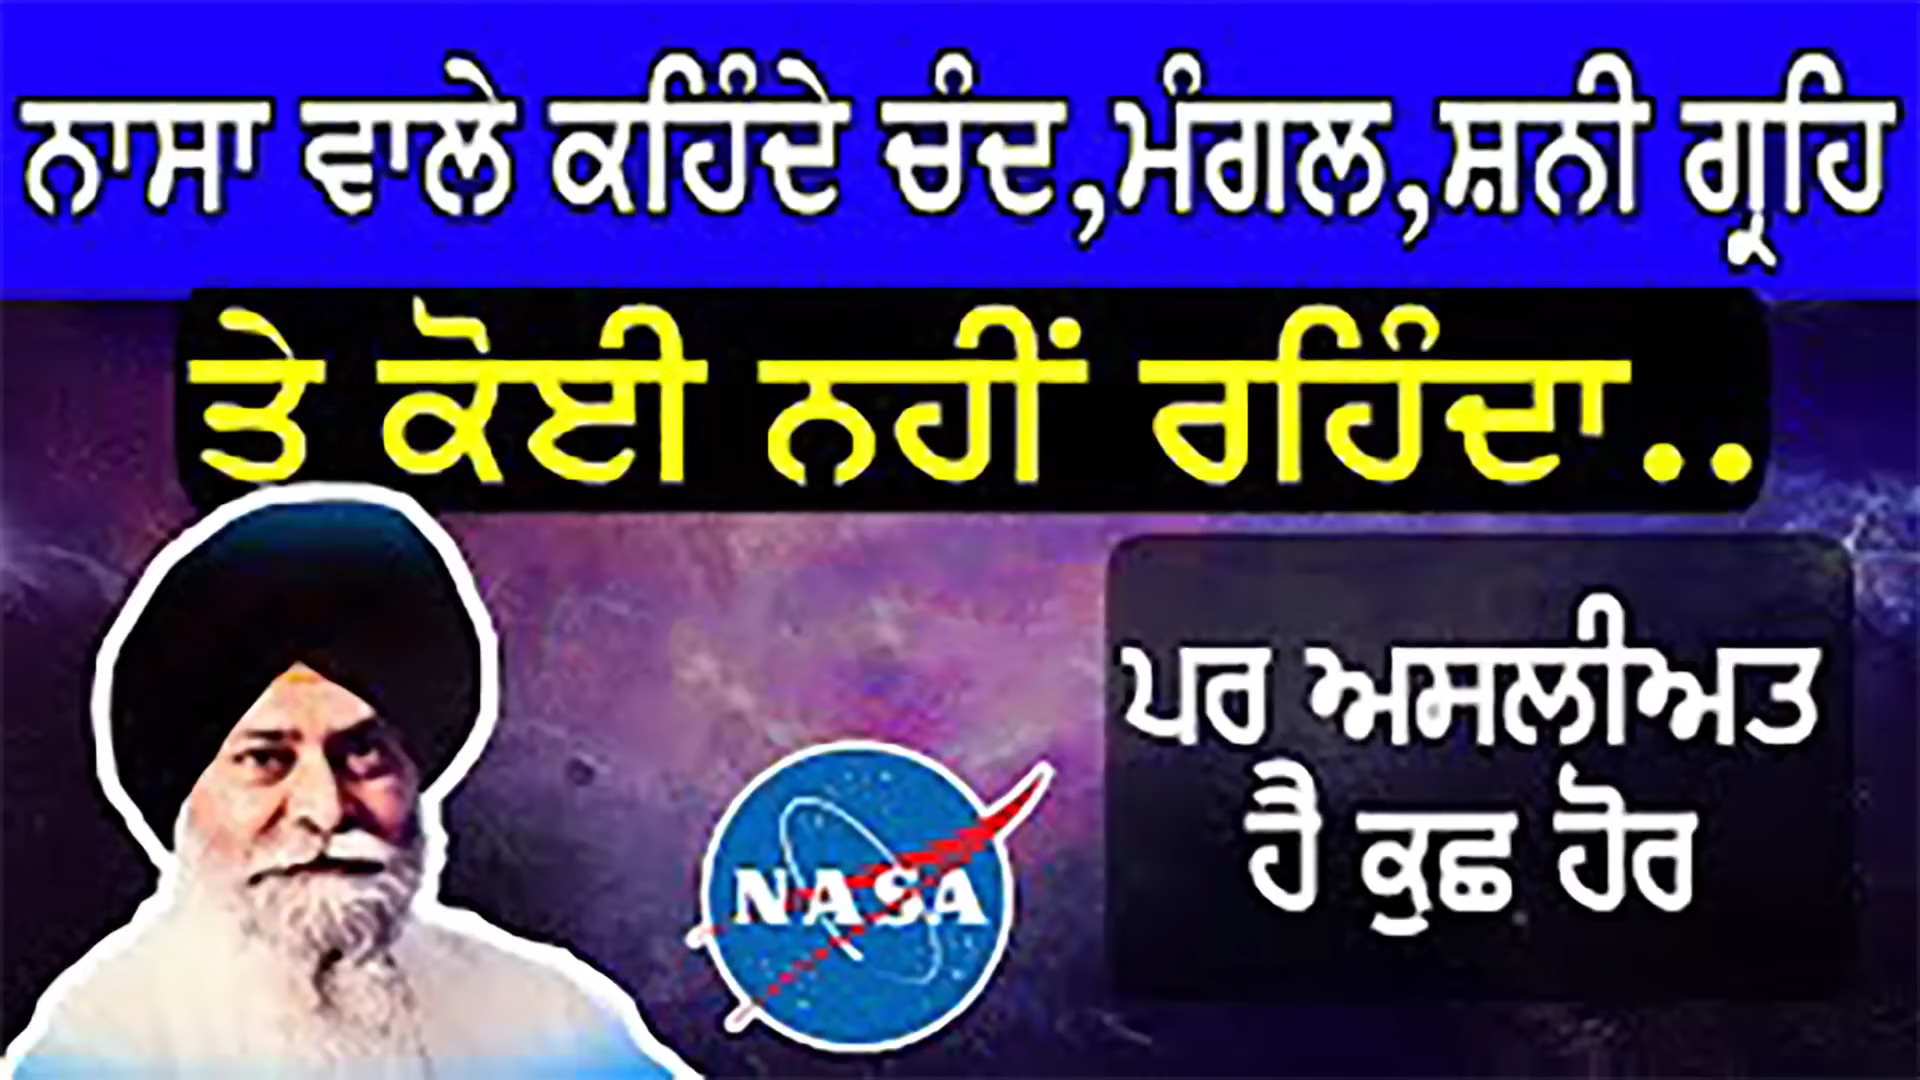 ਨਾਸਾ ਵਾਲੇ ਕਹਿੰਦੇ ਚੰਦ,ਮੰਗਲ,ਸ਼ਨੀ ਗ੍ਰਹਿ
ਤੇ ਕੋਈ ਨਹੀਂ ਰਹਿੰਦਾ..
ਪਰ ਅਸਲੀਅਤ
ਹੈ ਕੁਛ ਹੋਰ
NASA